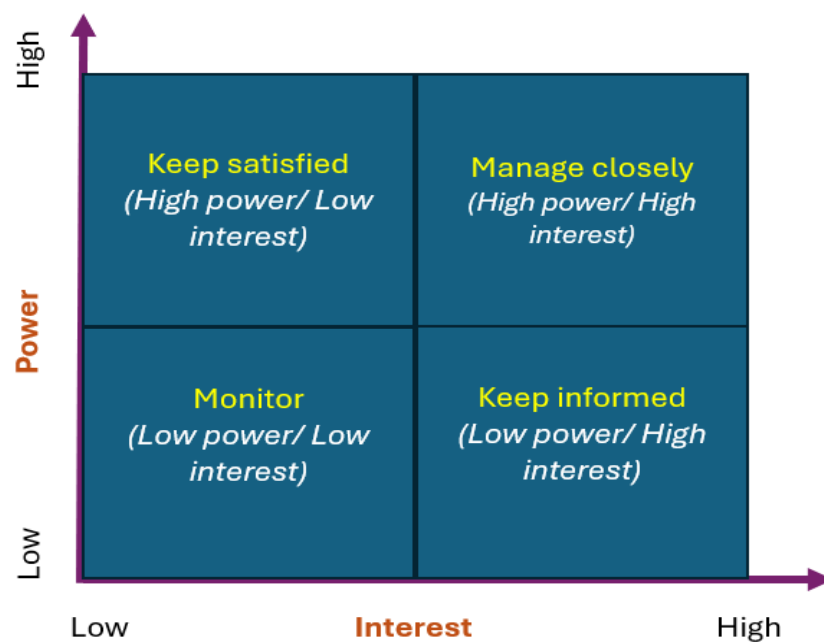 High
Keep satisfied
(High power/ Low
interest)
Manage closely
(High power/ High
interest)
Power
Monitor
(Low power/ Low
interest)
Keep informed
(Low power/ High
interest)
Low
Low
Interest
High